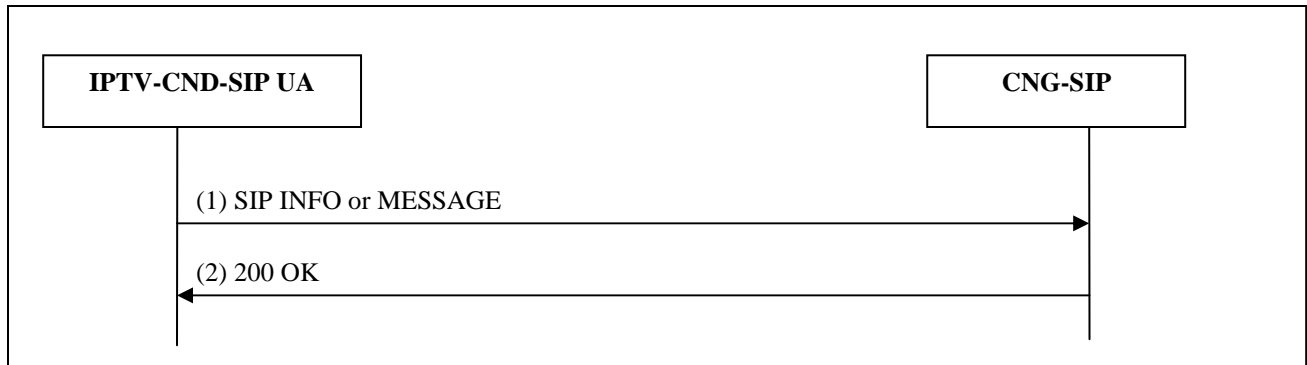 IPTV-CND-SIP UA
CNG-SIP
(1) SIP INFO or MESSAGE
(2) 200 OK